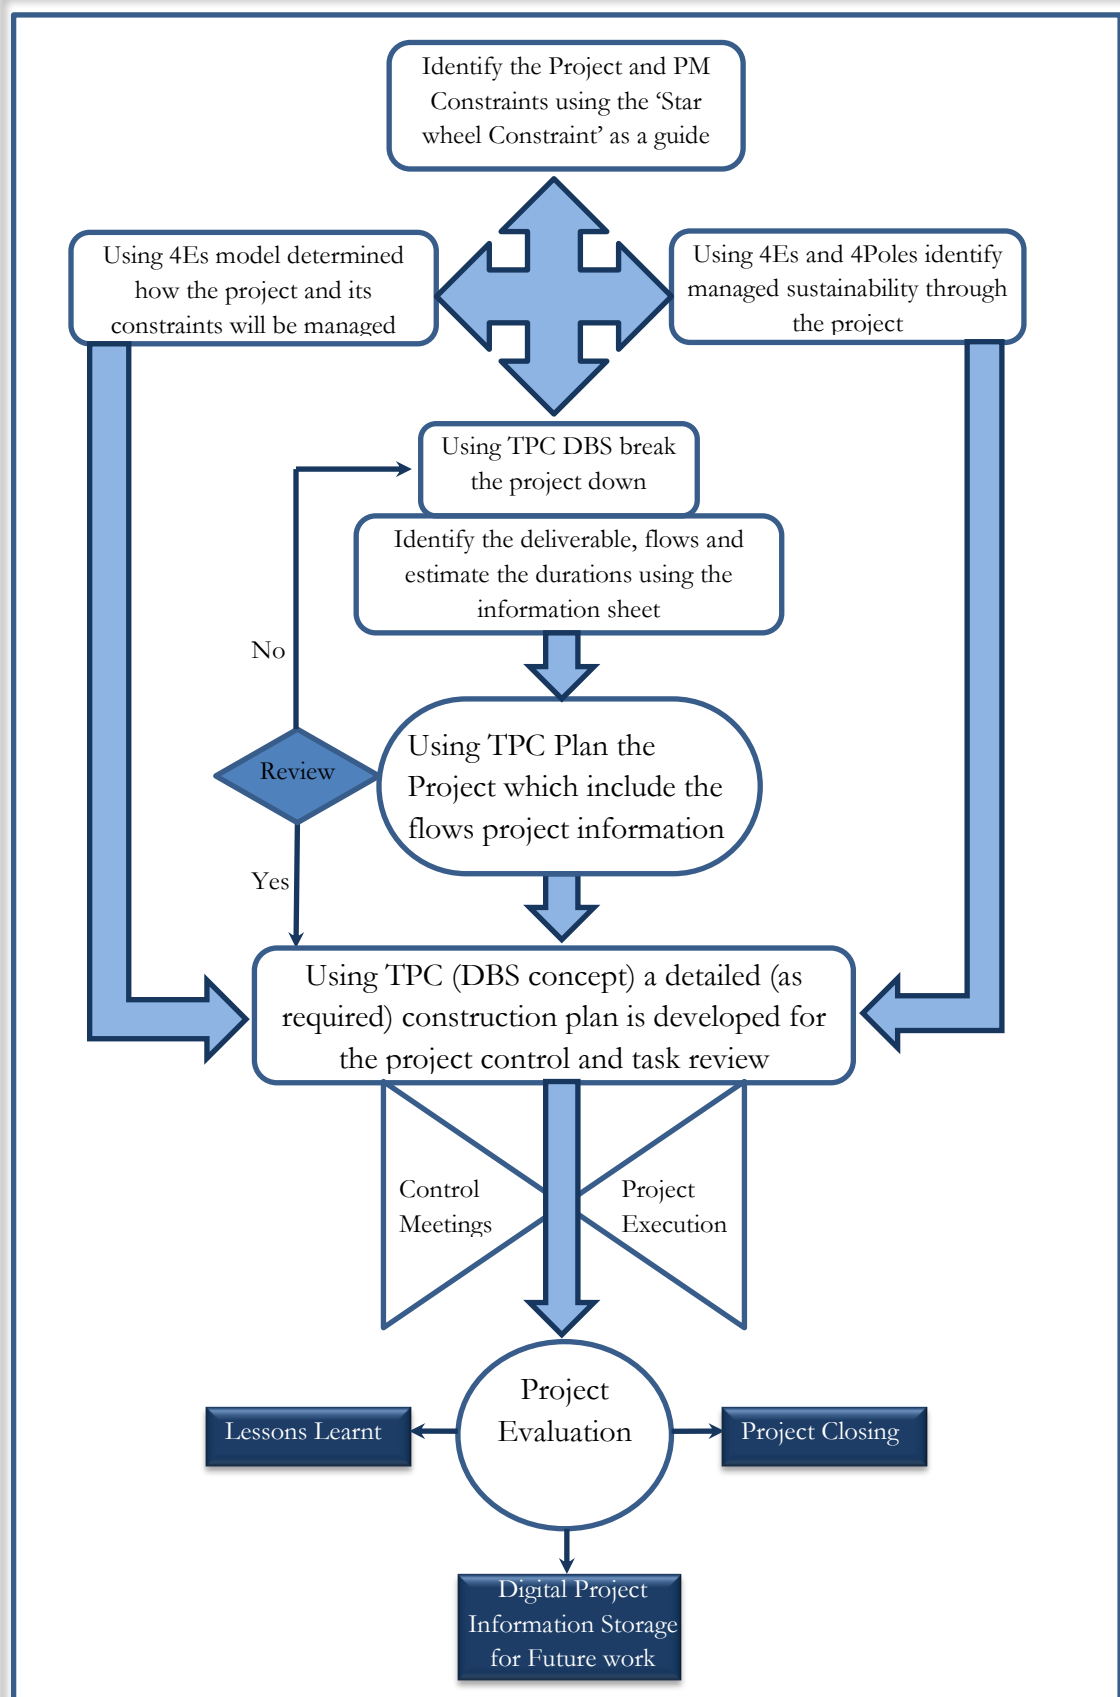 Identify the Project and PM
Constraints using the ‘Star
wheel Constraint’ as a guide
Using 4Es model determined
how the project and its
constraints will be managed
Using 4Es and 4Poles identify
managed sustainability through
the project
Using TPC DBS break
the project down
Identify the deliverable, flows and
estimate the durations using the
information sheet
No
Review
Using TPC Plan the
Project which include the
flows project information
Yes
Using TPC (DBS concept) a detailed (as
required) construction plan is developed for
the project control and task review
Control
Meetings
Project
Execution
Project
Evaluation
Lessons Learnt
Project Closing
Digital Project
Information Storage
for Future work